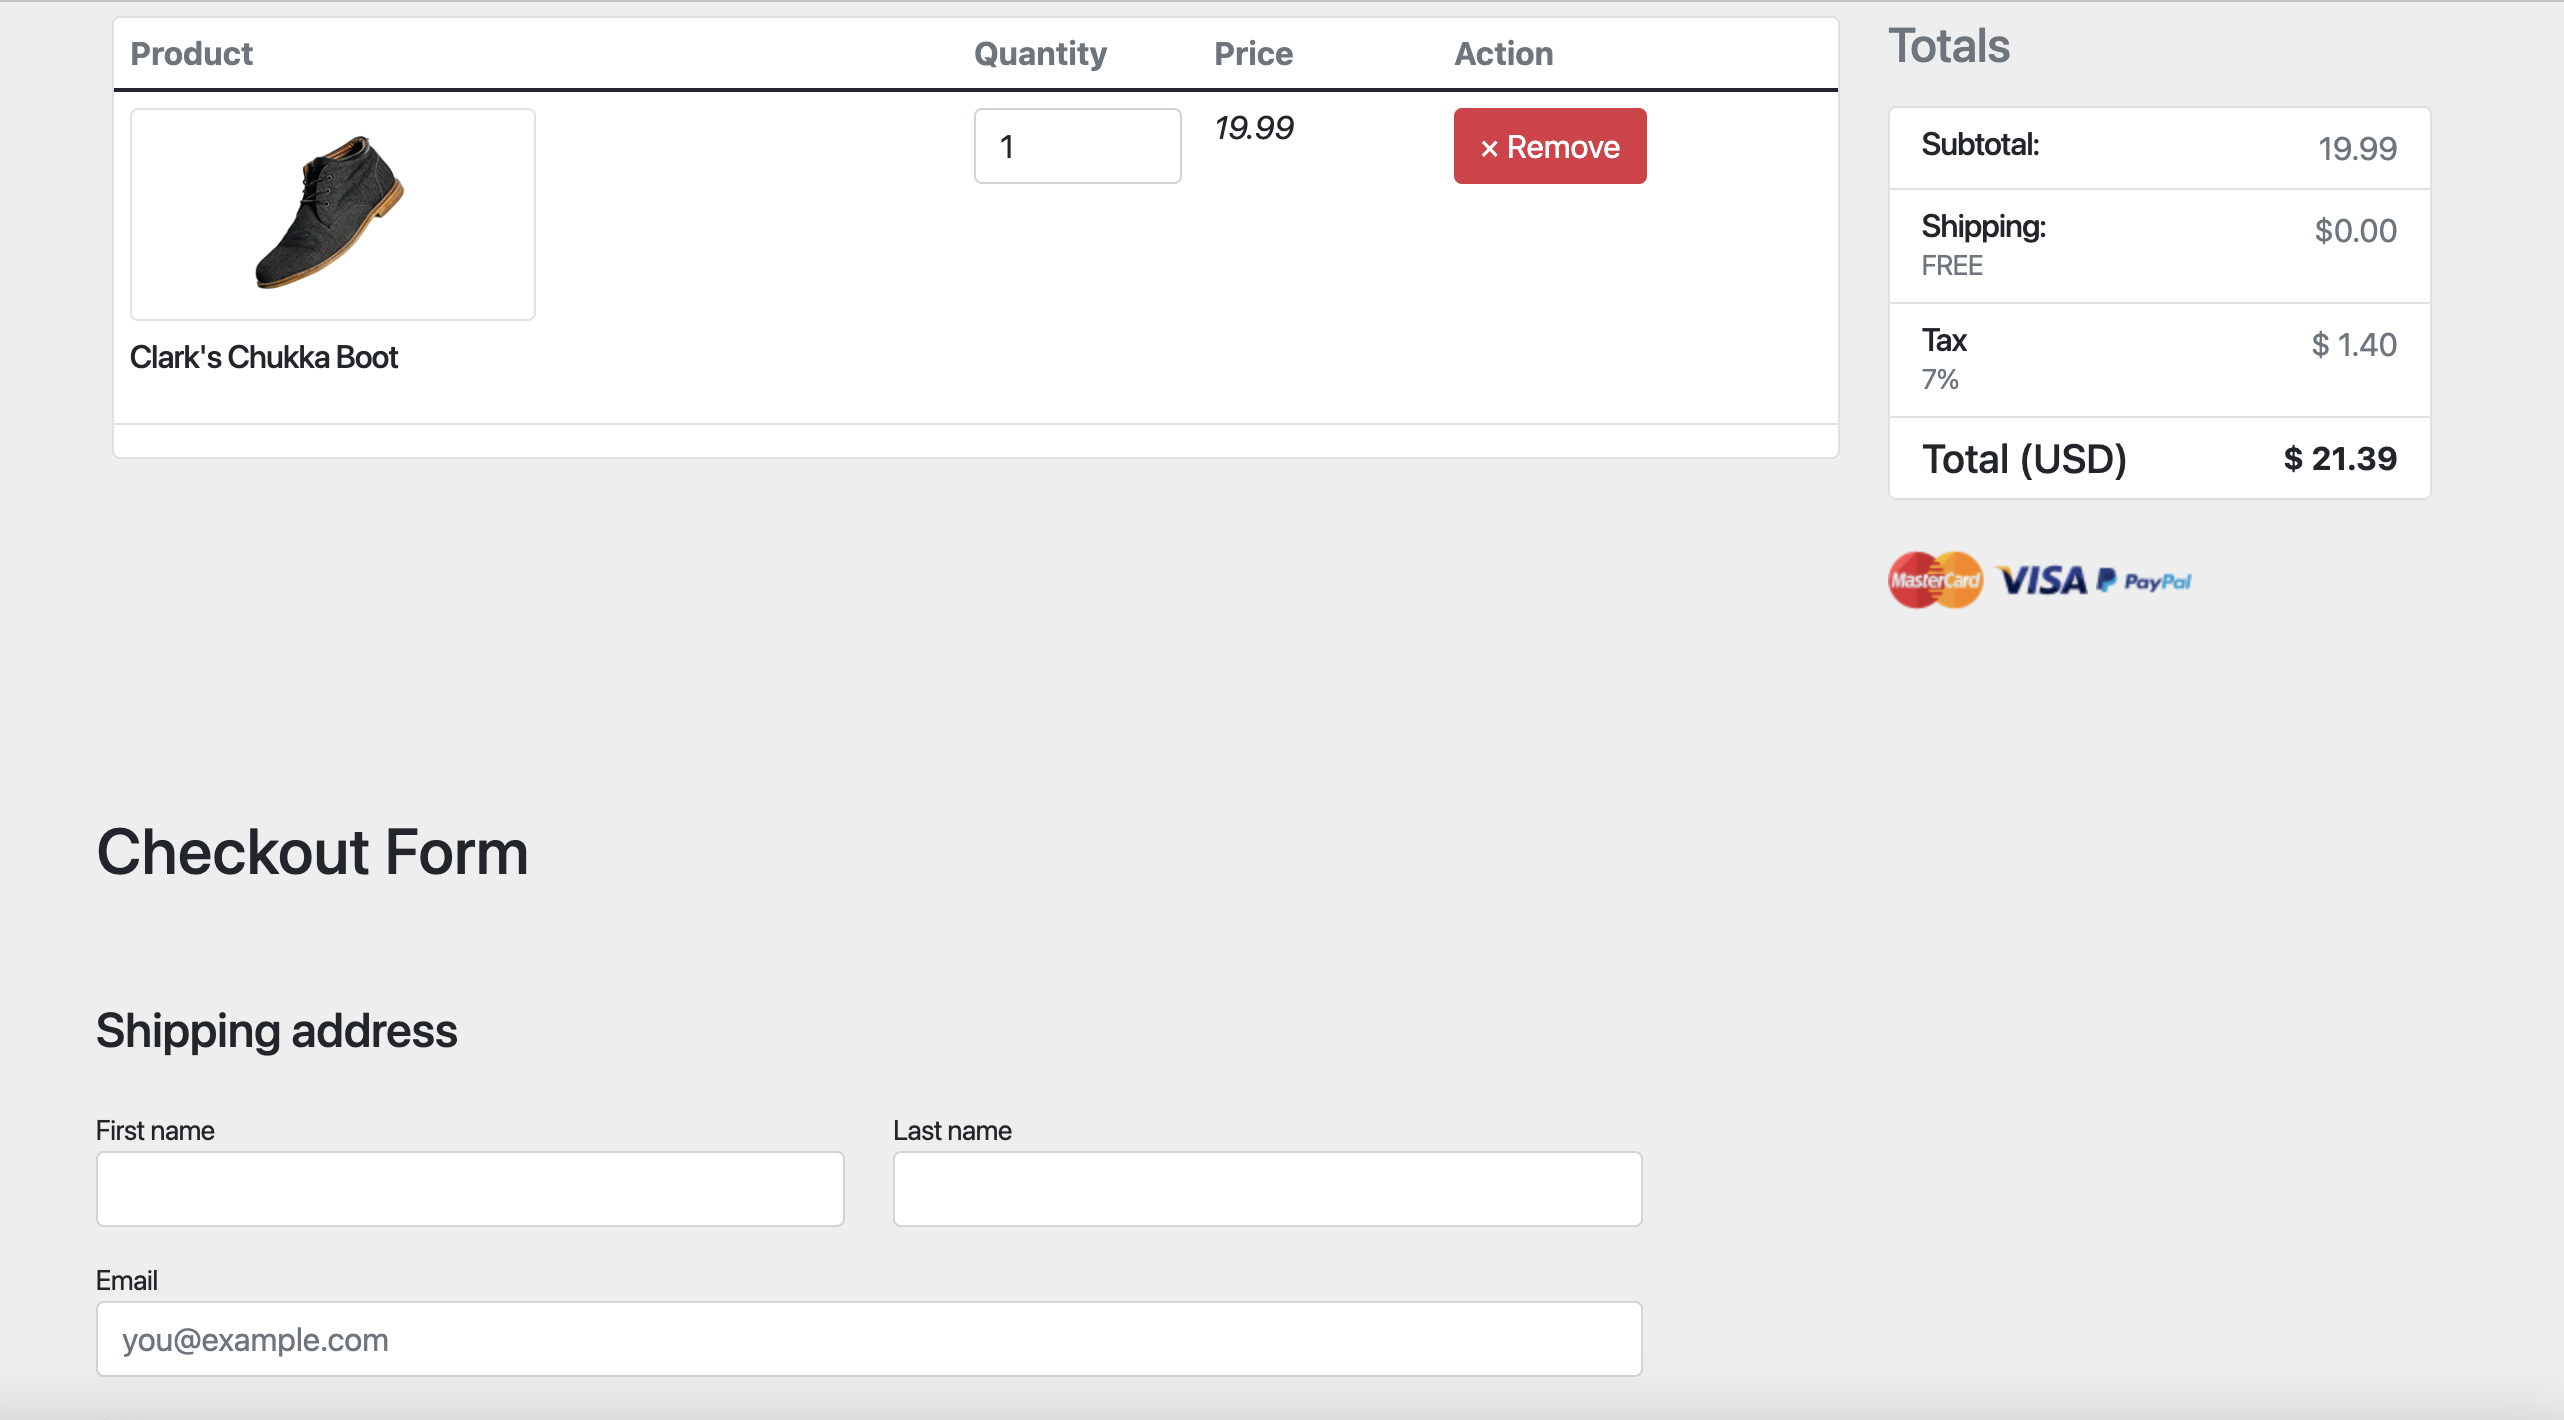 Product Quantity Price Action
1 19.99 × Remove
Clark's Chukka Boot
Totals
Subtotal: 19.99
Shipping: $0.00
FREE
Tax $ 1.40
7%
Total (USD) $ 21.39
MasterCard VISA PayPal
Checkout Form
Shipping address
First name Last name
Email
you@example.com